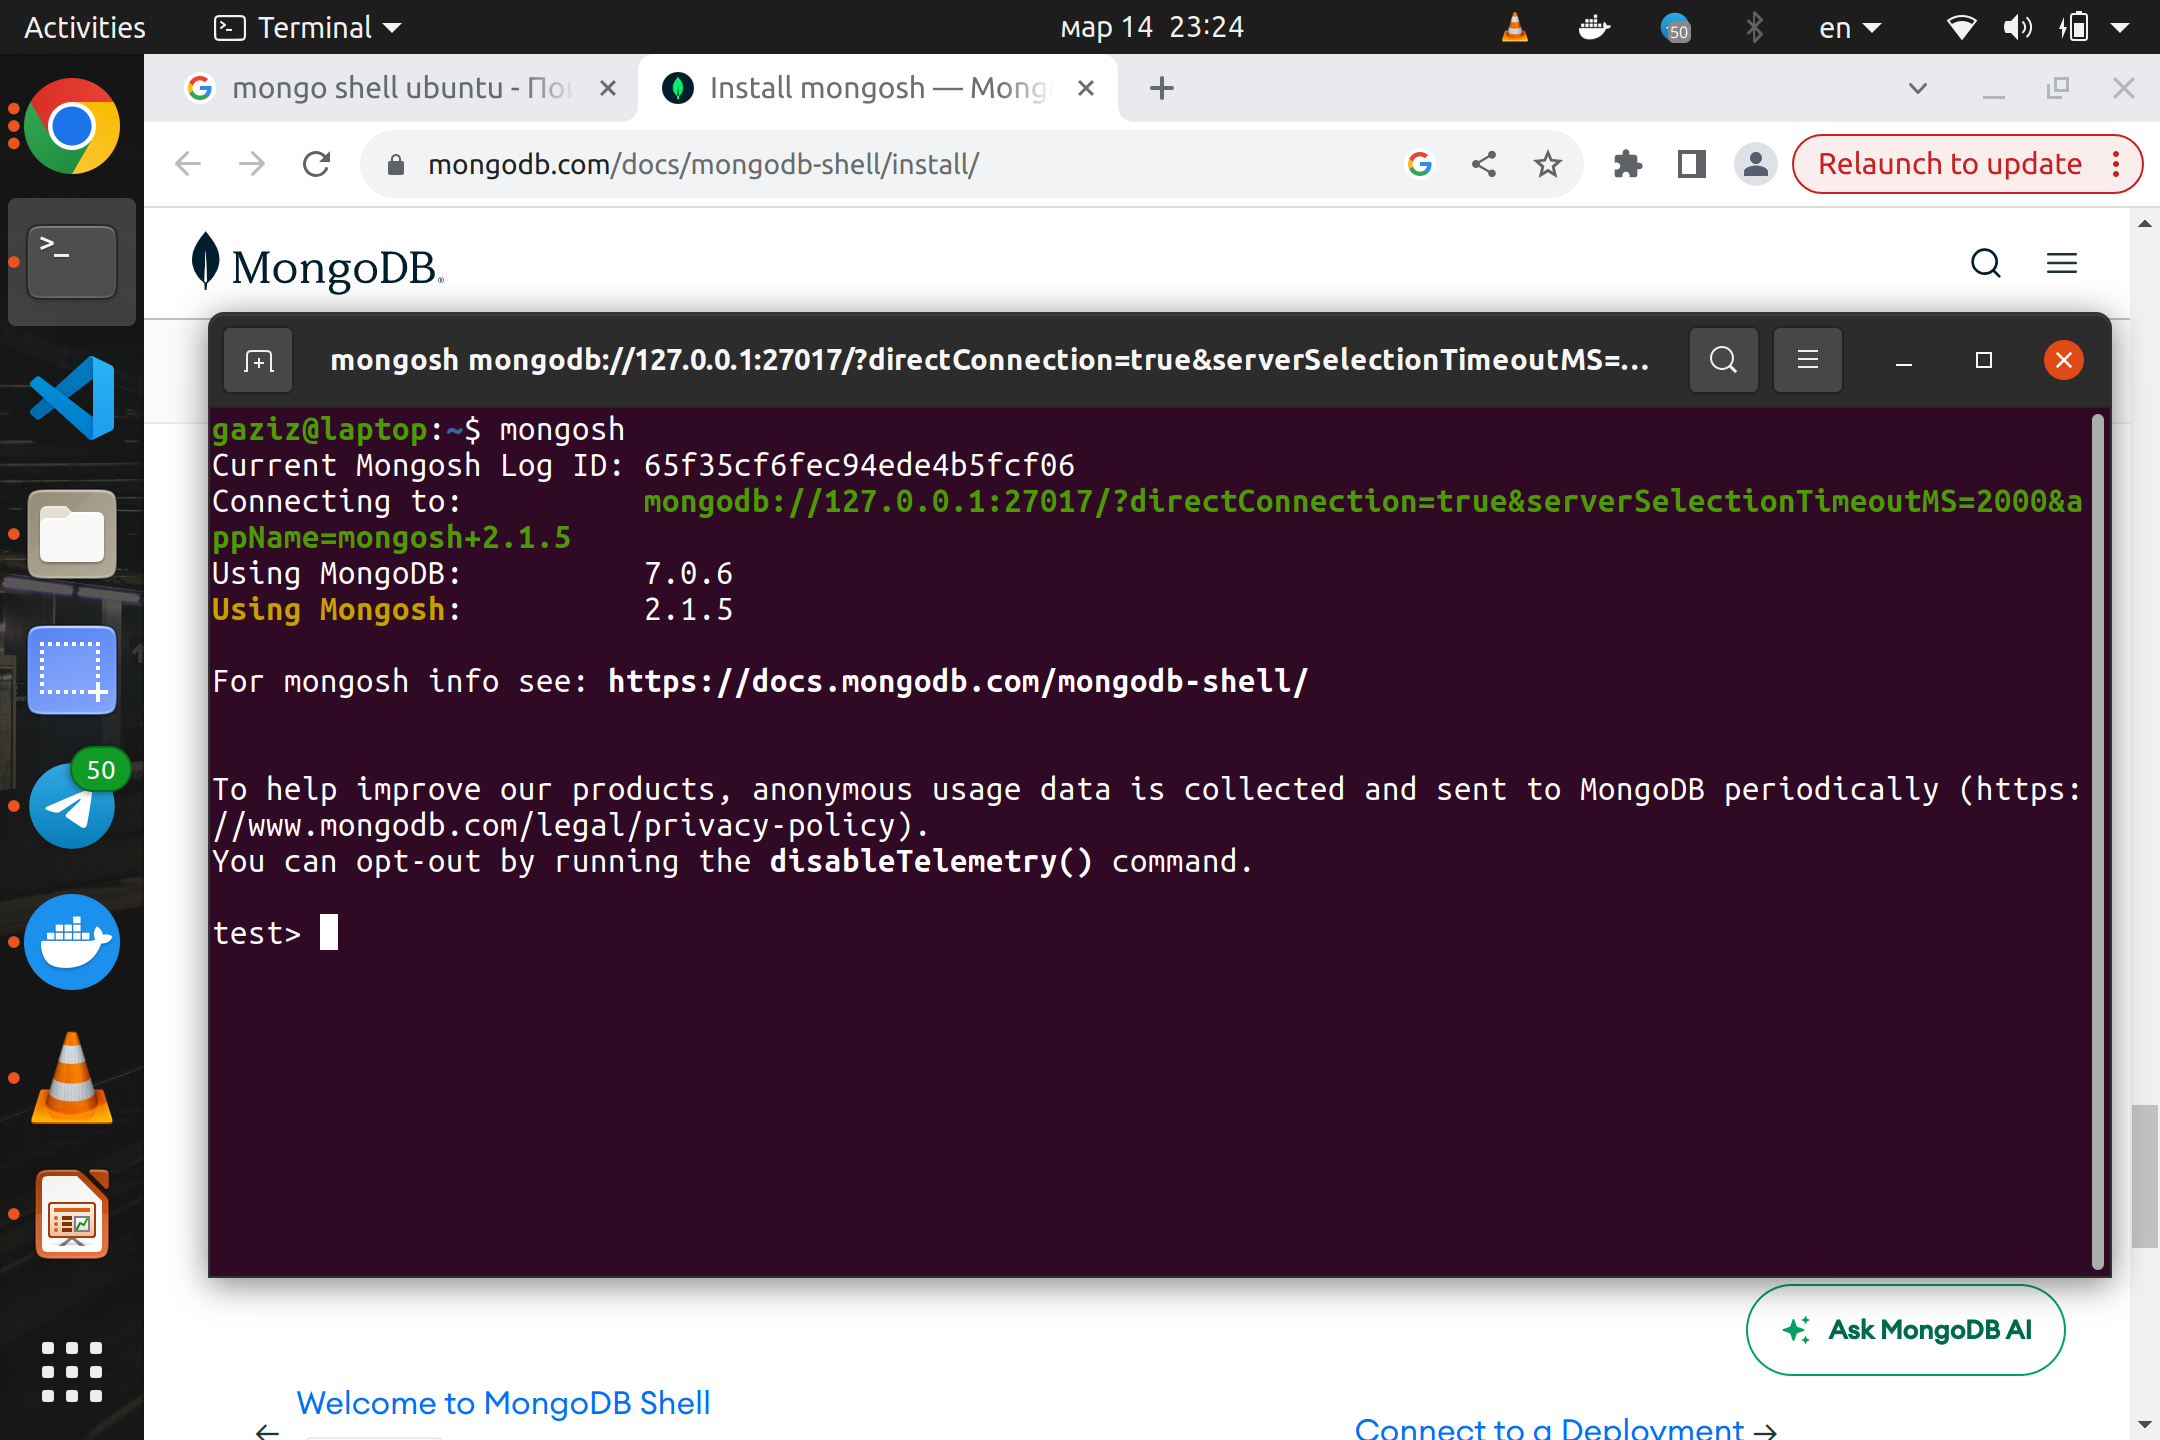 Activities
Terminal
мар 14 23:24
50
en
mongo shell ubuntu - Пои
Install mongosh — Mong
mongodb.com/docs/mongodb-shell/install/
Relaunch to update
MongoDB
mongosh mongodb://127.0.0.1:27017/?directConnection=true&serverSelectionTimeoutMS=...
gaziz@laptop:~$ mongosh
Current Mongosh Log ID: 65f35cf6fec94ede4b5fcf06
Connecting to: mongodb://127.0.0.1:27017/?directConnection=true&serverSelectionTimeoutMS=2000&a
ppName=mongosh+2.1.5
Using MongoDB: 7.0.6
Using Mongosh: 2.1.5
For mongosh info see: https://docs.mongodb.com/mongodb-shell/
To help improve our products, anonymous usage data is collected and sent to MongoDB periodically (https:
//www.mongodb.com/legal/privacy-policy).
You can opt-out by running the disableTelemetry() command.
test>
50
Ask MongoDB AI
Welcome to MongoDB Shell
←
Connect to a Deployment →